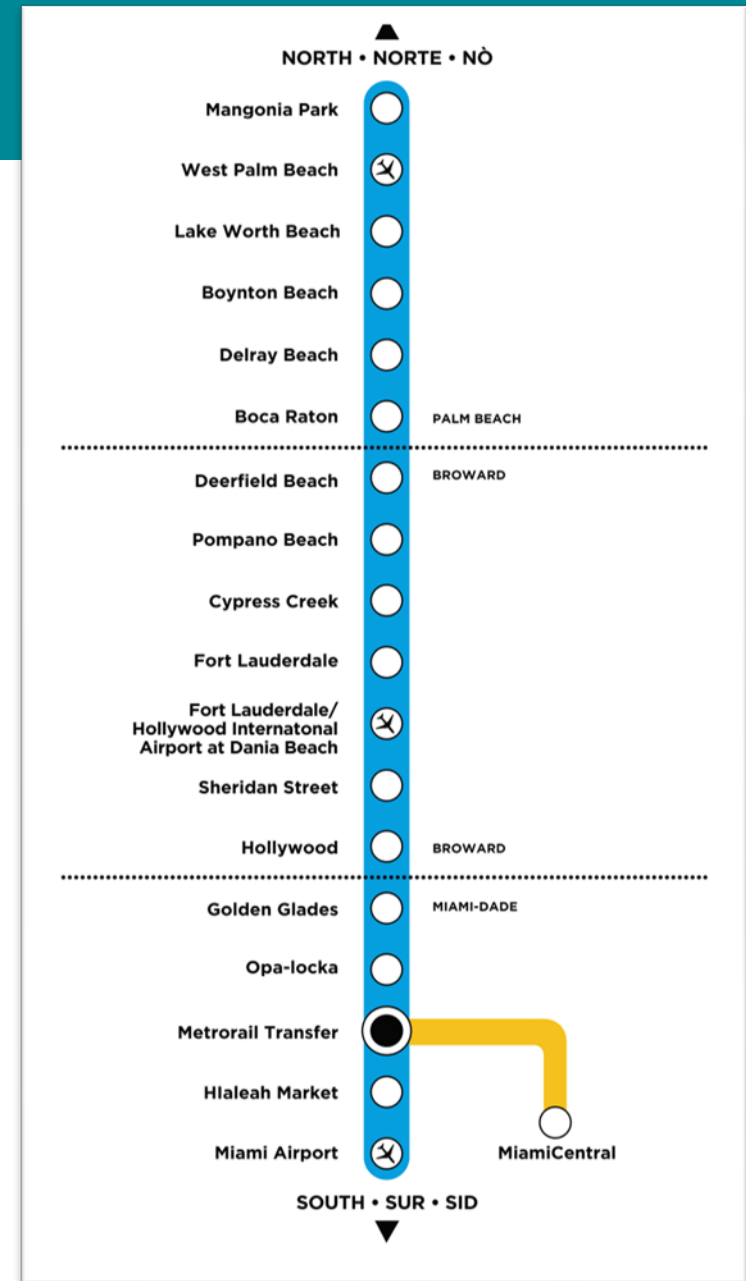 NORTH • NORTE • NÒ
Mangonia Park
West Palm Beach
Lake Worth Beach
Boynton Beach
Delray Beach
Boca Raton
PALM BEACH
BROWARD
Deerfield Beach
Pompano Beach
Cypress Creek
Fort Lauderdale
Fort Lauderdale/
Hollywood Internatonal
Airport at Dania Beach
Sheridan Street
Hollywood
BROWARD
MIAMI-DADE
Golden Glades
Opa-locka
Metrorail Transfer
HIaleah Market
Miami Airport
MiamiCentral
SOUTH • SUR • SID